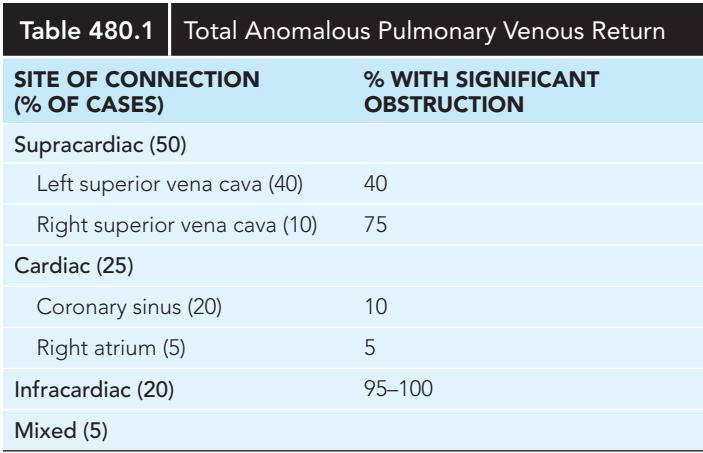 Table 480.1 Total Anomalous Pulmonary Venous Return
SITE OF CONNECTION % WITH SIGNIFICANT
(% OF CASES) OBSTRUCTION
Supracardiac (50)
Left superior vena cava (40) 40
Right superior vena cava (10) 75
Cardiac (25)
Coronary sinus (20) 10
Right atrium (5) 5
Infracardiac (20) 95–100
Mixed (5)